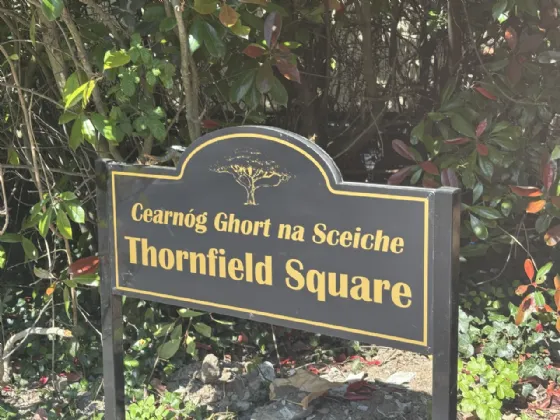 Cearnóg Ghort na Sceiche
Thornfield Square